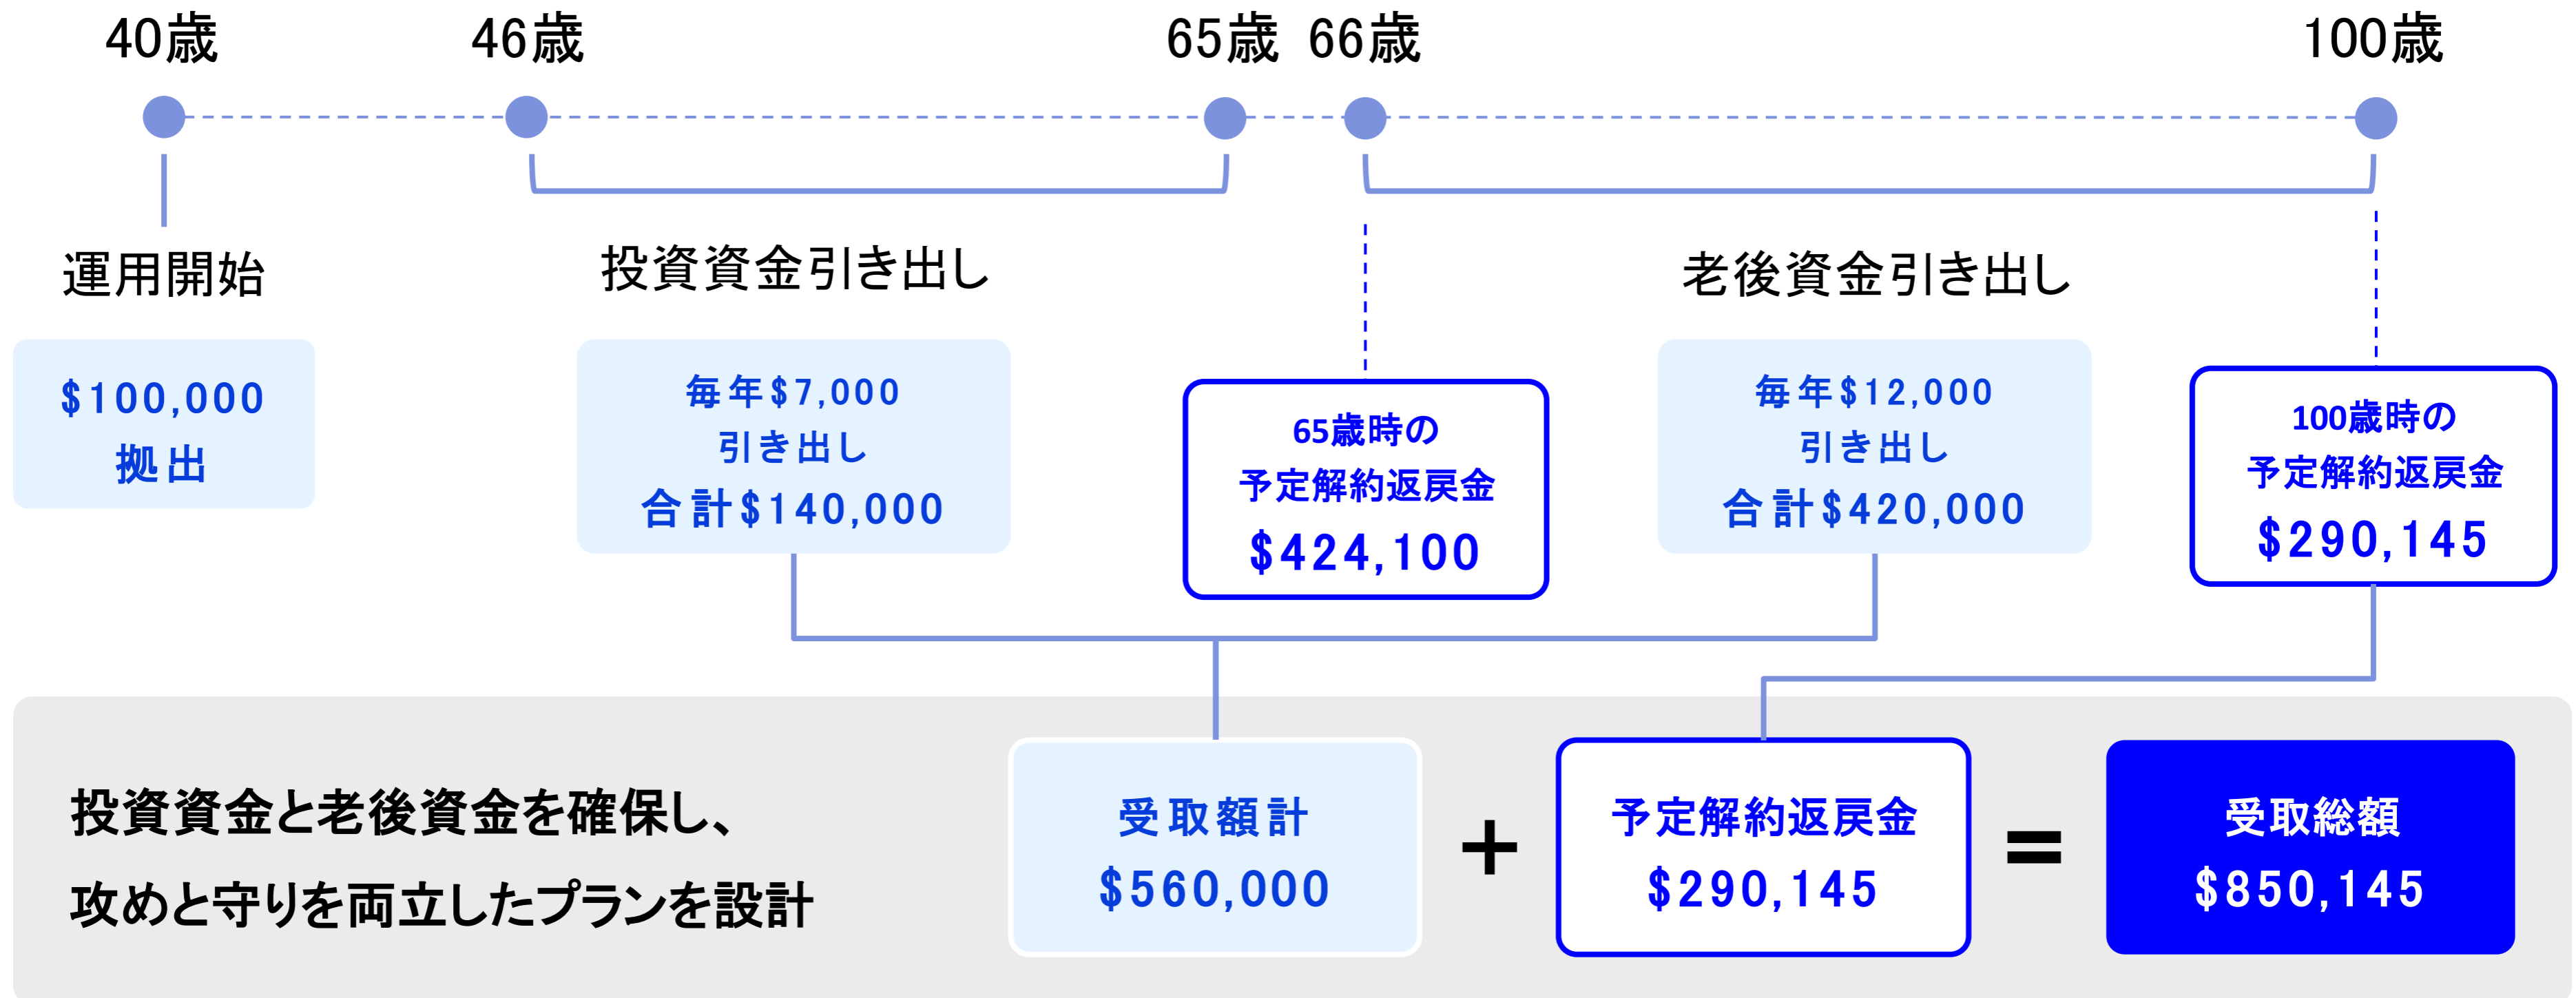 40歳
46歳
65歳
66歳
100歳
運用開始
$100,000
拠出
投資資金引き出し
毎年$7,000
引き出し
合計$140,000
65歳時の
予定解約返戻金
$424,100
老後資金引き出し
毎年$12,000
引き出し
合計$420,000
100歳時の
予定解約返戻金
$290,145
投資資金と老後資金を確保し、
攻めと守りを両立したプランを設計
受取額計
$560,000
+
予定解約返戻金
$290,145
=
受取総額
$850,145